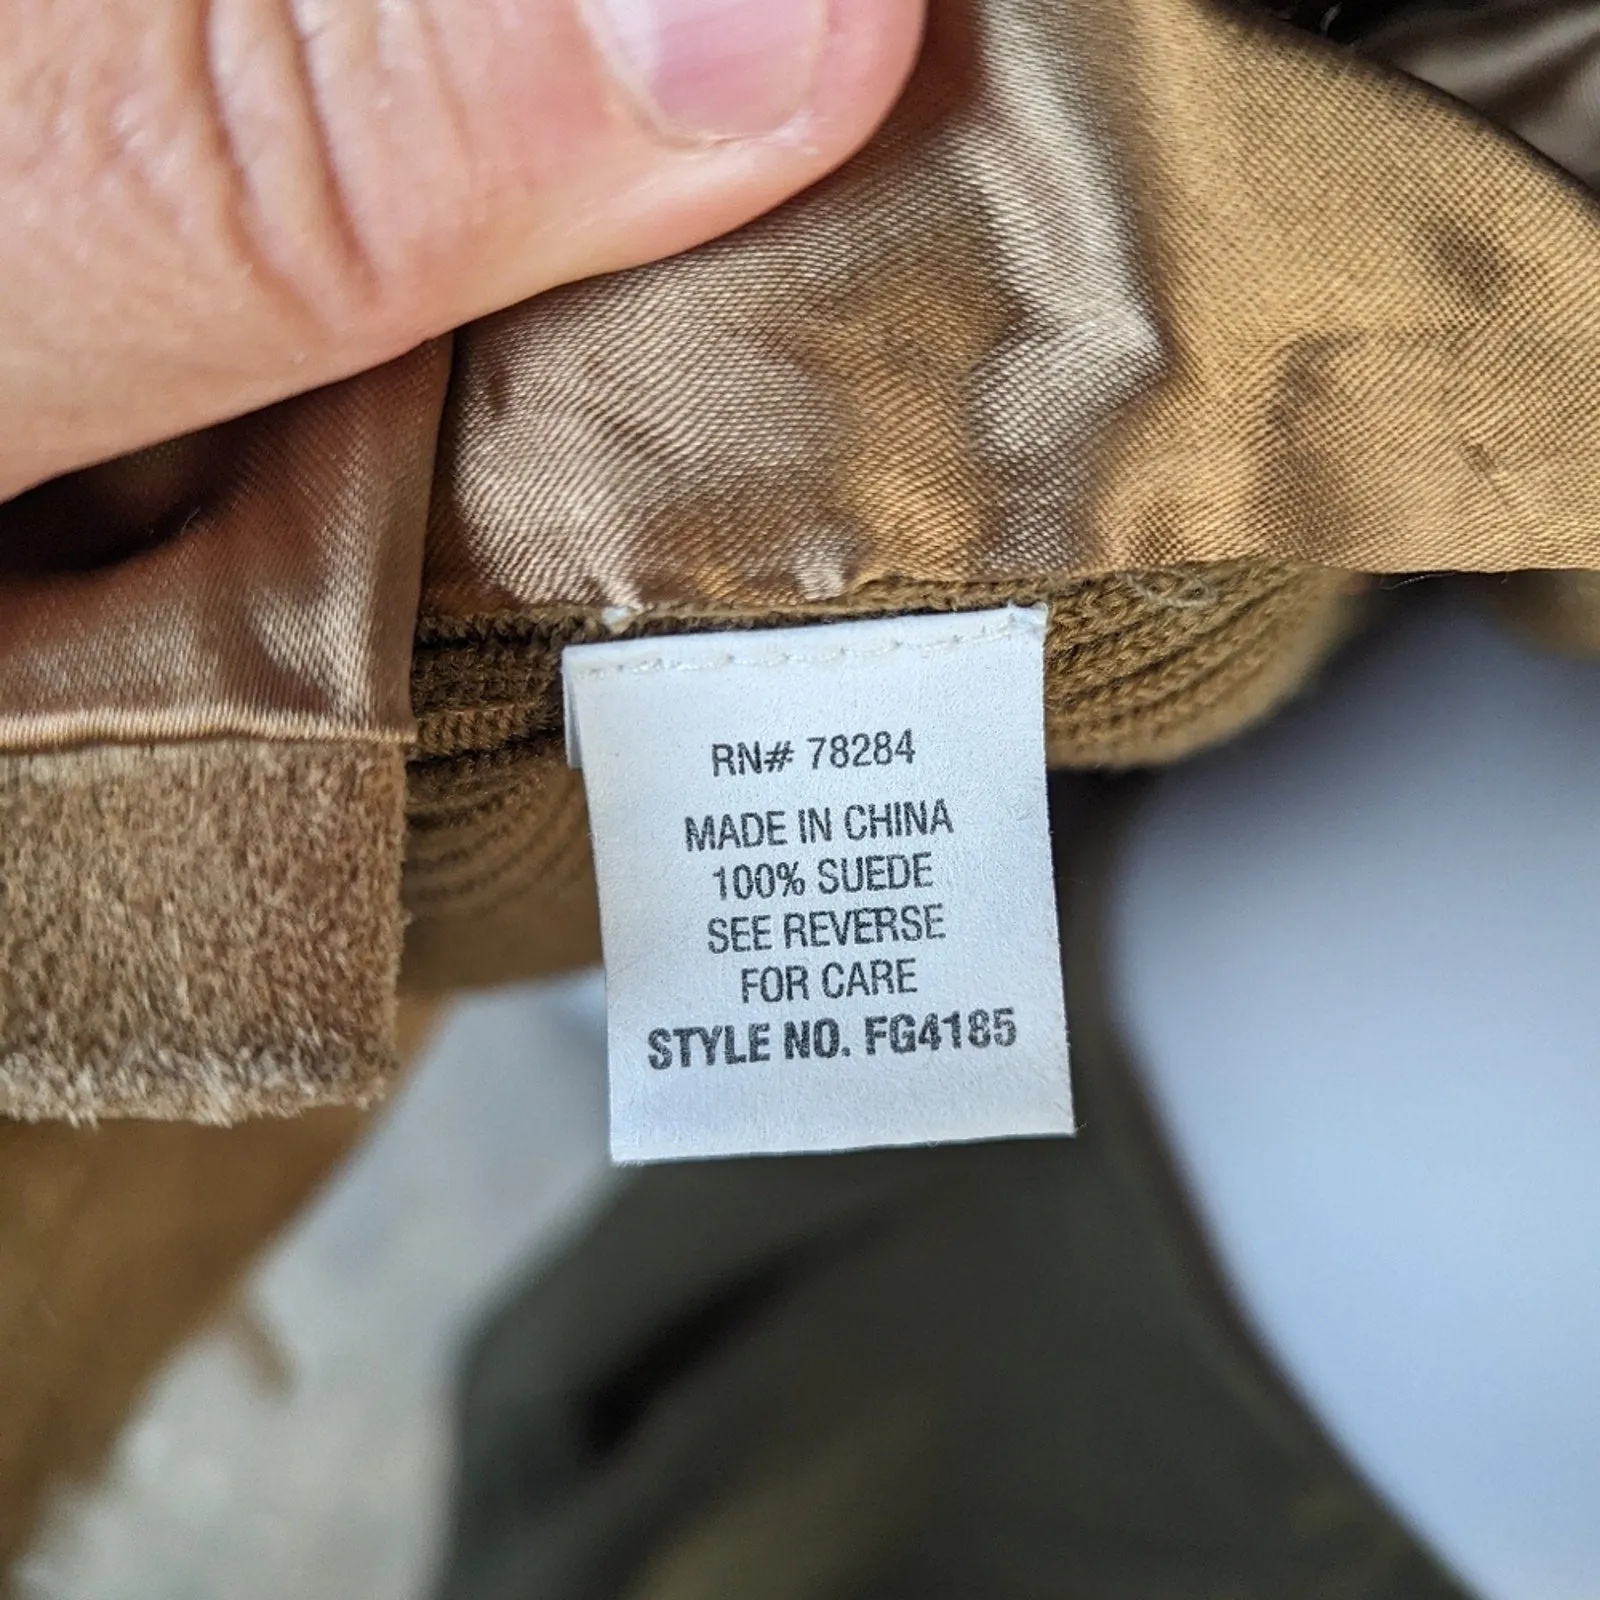 RN# 78284
MADE IN CHINA
100% SUEDE
SEE REVERSE
FOR CARE
STYLE NO. FG4185